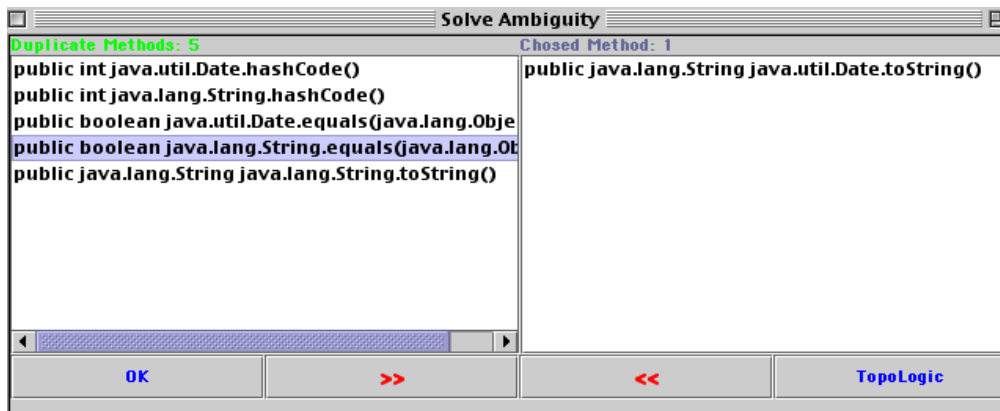 Solve Ambiguity
Duplicate Methods: 5
Chosed Method: 1
public int java.util.Date.hashCode()
public int java.lang.String.hashCode()
public boolean java.util.Date.equals(java.lang.Obje
public boolean java.lang.String.equals(java.lang.Ob
public java.lang.String java.lang.String.toString()
public java.lang.String java.util.Date.toString()
OK >> << TopoLogic